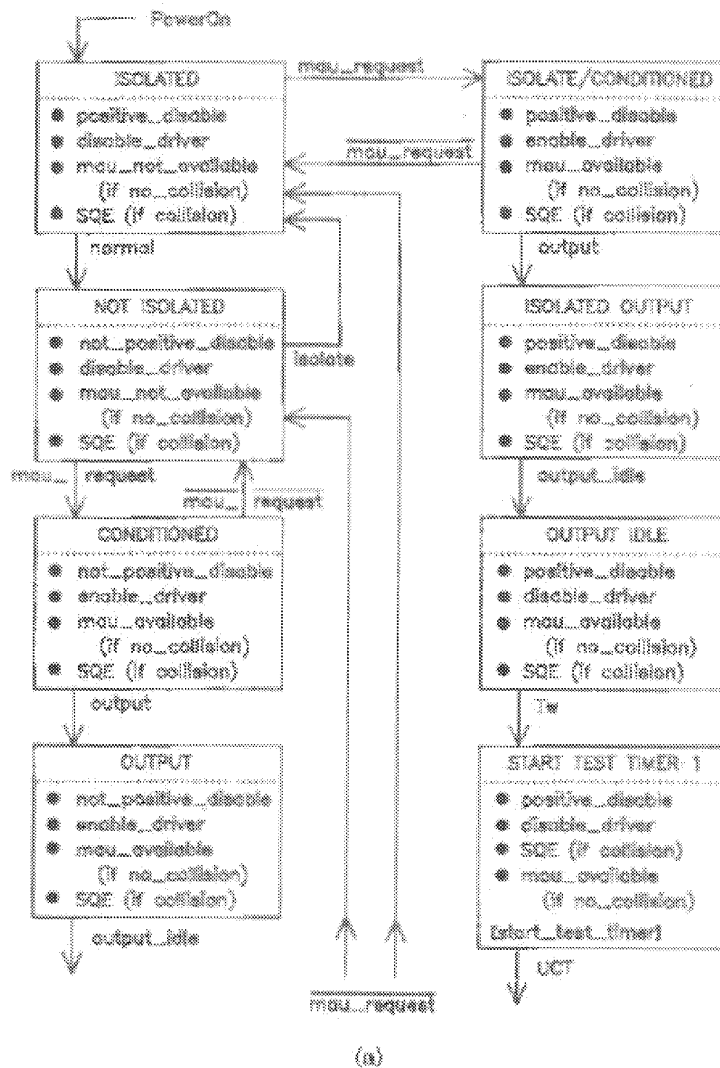 PowerOn
ISOLATED
● positive_disable
● disable_driver
● mau_not_available
(if no_collision)
● SQE (if collision)
mau_request
mau_request
ISOLATE/CONDITIONED
● positive_disable
● enable_driver
● mau_available
(if no_collision)
● SQE (if collision)
normal
output
NOT ISOLATED
● not_positive_disable
● disable_driver
● mau_not_available
(if no_collision)
● SQE (if collision)
isolate
ISOLATED OUTPUT
● positive_disable
● enable_driver
● mau_available
(if no_collision)
● SQE (if collision)
mau_ request
mau_ request
output_idle
CONDITIONED
● not_positive_disable
● enable_driver
● mau_available
(if no_collision)
● SQE (if collision)
OUTPUT IDLE
● positive_disable
● disable_driver
● mau_available
(if no_collision)
● SQE (if collision)
output
Tw
OUTPUT
● not_positive_disable
● enable_driver
● mau_available
(if no_collision)
● SQE (if collision)
START TEST TIMER 1
● positive_disable
● disable_driver
● SQE (if collision)
● mau_available
(if no_collision)
[start_test_timer]
output_idle
UCT
mau_request
(a)